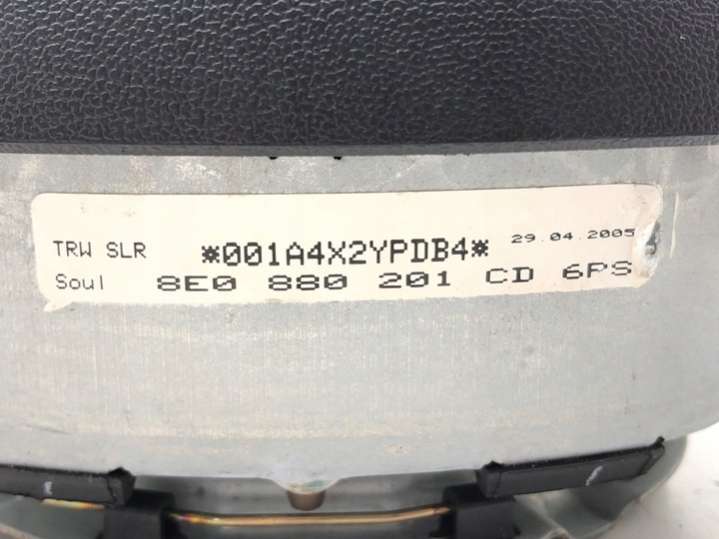 TRW SLR *001A4X2YPDB4* 29.04.2005
Soul 8E0 880 201 CD 6PS